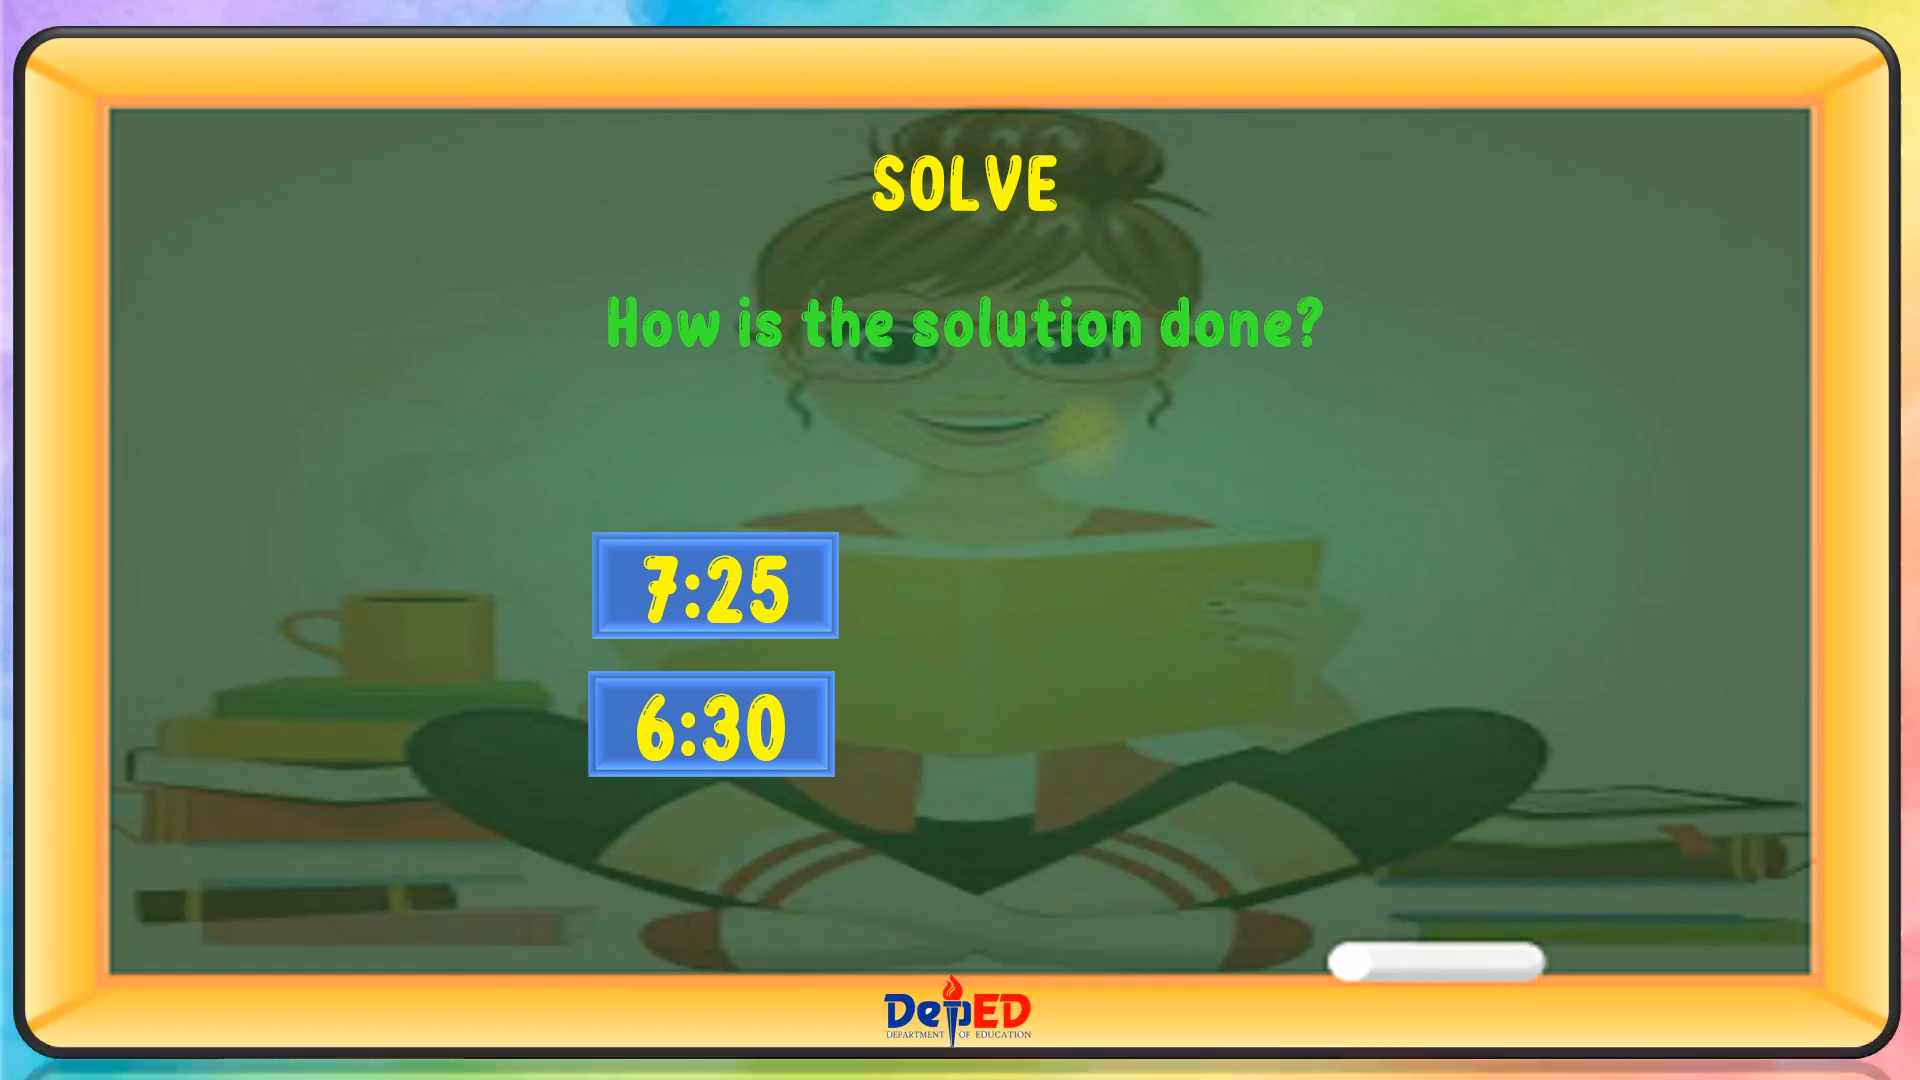 SOLVE
How is the solution done?
7:25
6:30
DepED
DEPARTMENT OF EDUCATION